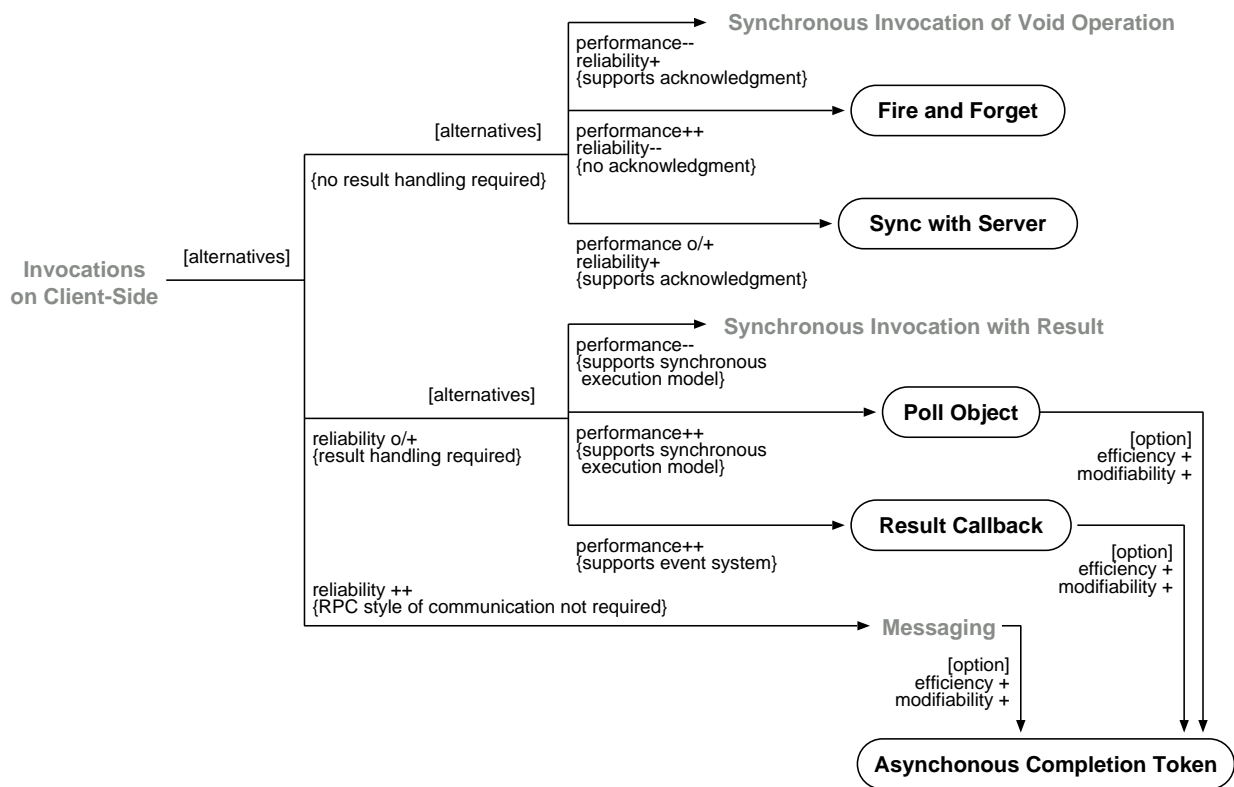 Synchronous Invocation of Void Operation
performance--
reliability+
{supports acknowledgment}
Fire and Forget
[alternatives]
performance++
reliability--
{no acknowledgment}
{no result handling required}
Sync with Server
performance o/+
reliability+
{supports acknowledgment}
[alternatives]
Invocations
on Client-Side
Synchronous Invocation with Result
performance--
{supports synchronous
execution model}
[alternatives]
Poll Object
reliability o/+
{result handling required}
performance++
{supports synchronous
execution model}
[option]
efficiency +
modifiability +
Result Callback
performance++
{supports event system}
[option]
efficiency +
modifiability +
reliability ++
{RPC style of communication not required}
Messaging
[option]
efficiency +
modifiability +
Asynchonous Completion Token